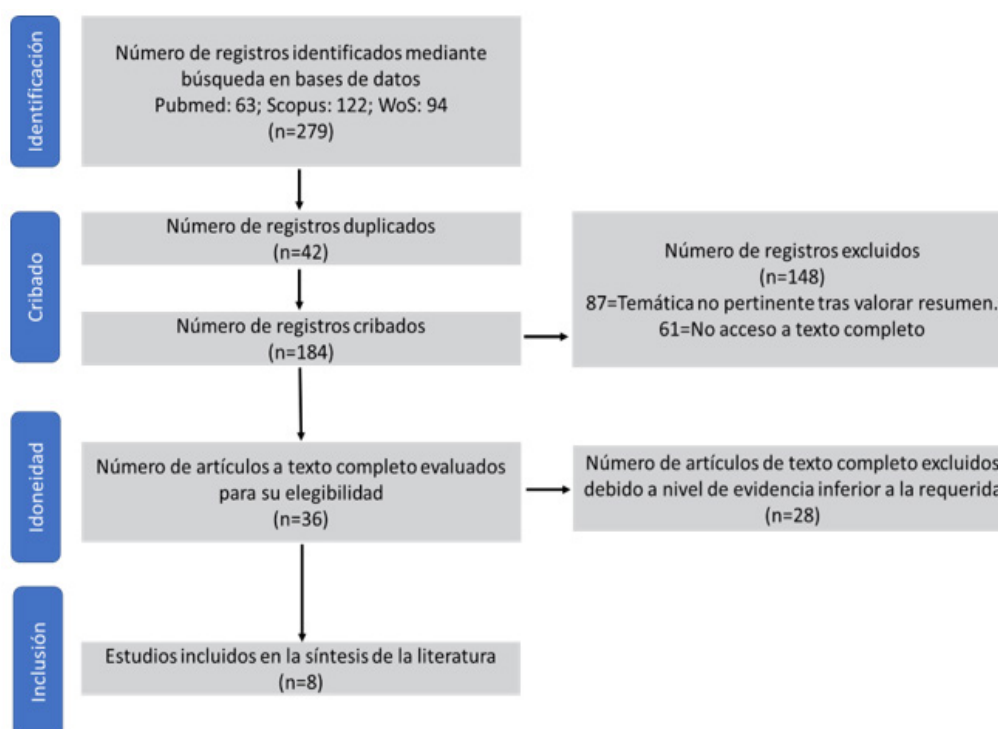 Identificación
Número de registros identificados mediante
búsqueda en bases de datos
Pubmed: 63; Scopus: 122; WoS: 94
(n=279)
Cribado
Número de registros duplicados
(n=42)
Número de registros cribados
(n=184)
Número de registros excluidos
(n=148)
87=Temática no pertinente tras valorar resumen.
61=No acceso a texto completo
Idoneidad
Número de artículos a texto completo evaluados
para su elegibilidad
(n=36)
Número de artículos de texto completo excluidos
debido a nivel de evidencia inferior a la requerida
(n=28)
Inclusión
Estudios incluidos en la síntesis de la literatura
(n=8)